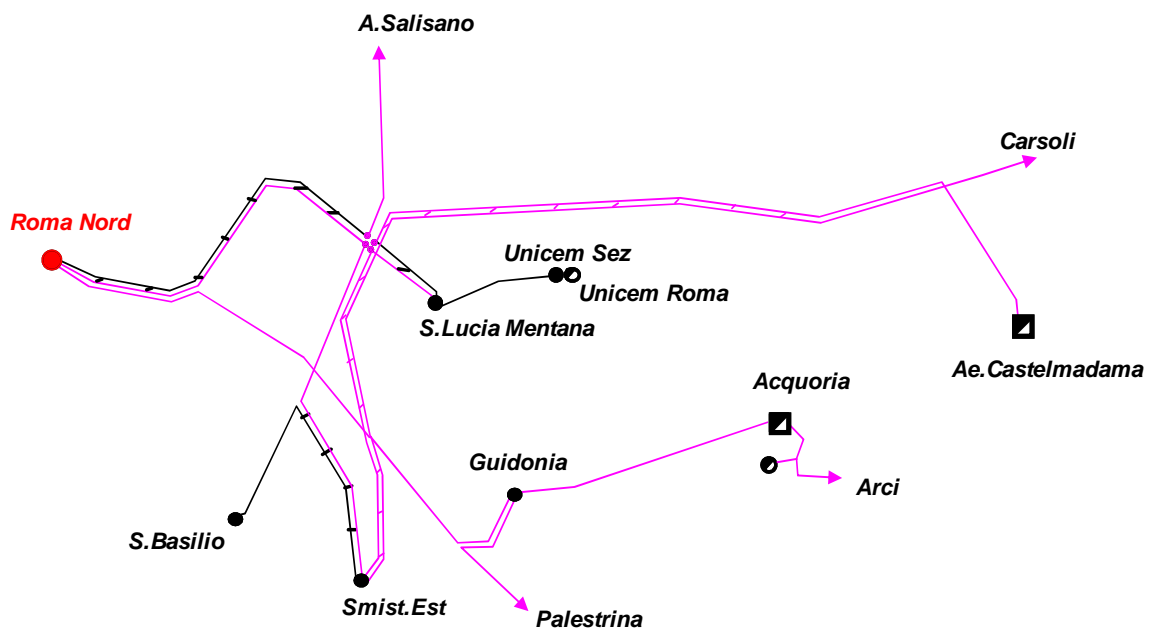 A.Salisano
Carsoli
Roma Nord
Unicem Sez
Unicem Roma
S.Lucia Mentana
Ae.Castelmadama
Acquoria
Guidonia
Arci
S.Basilio
Smist.Est
Palestrina